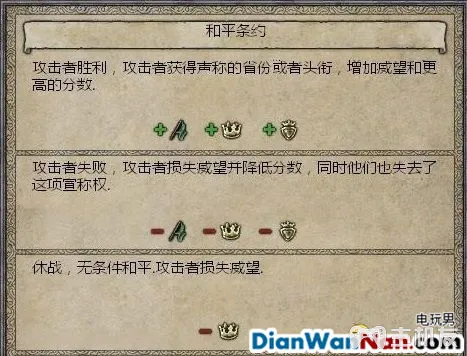 和平条约
攻击者胜利，攻击者获得声称的省份或者头衔，增加威望和更
高的分数.
攻击者失败，攻击者损失威望并降低分数，同时他们也失去了
这项宣称权.
休战，无条件和平.攻击者损失威望.
电玩男
DianWanNan.com